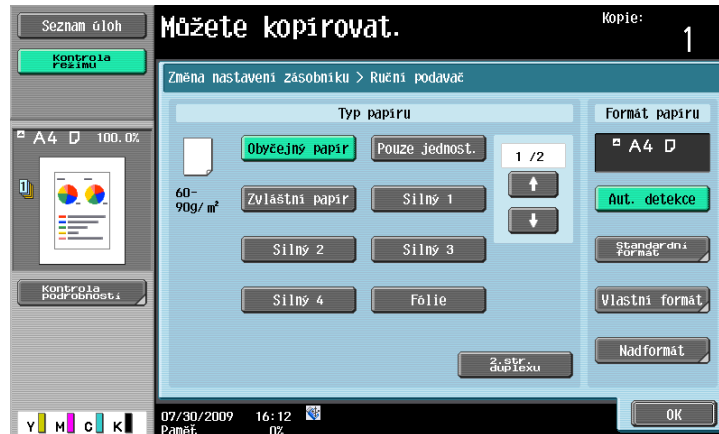 Seznam úloh
Kontrola
režimu
A4 100.0%
1
Kontrola
podrobností
Y M C K
Můžete kopírovat.
Kopie:
1
Změna nastavení zásobníku > Ruční podavač
Typ papíru
60-
90g/m²
Obyčejný papír
Pouze jednost.
Zvláštní papír
Silný 1
Silný 2
Silný 3
Silný 4
Fólie
1 /2
2.str.
duplexu
Formát papíru
A4
Aut. detekce
Standardní
formát
Vlastní formát
Nadformát
07/30/2009 16:12
Paměť 0%
OK